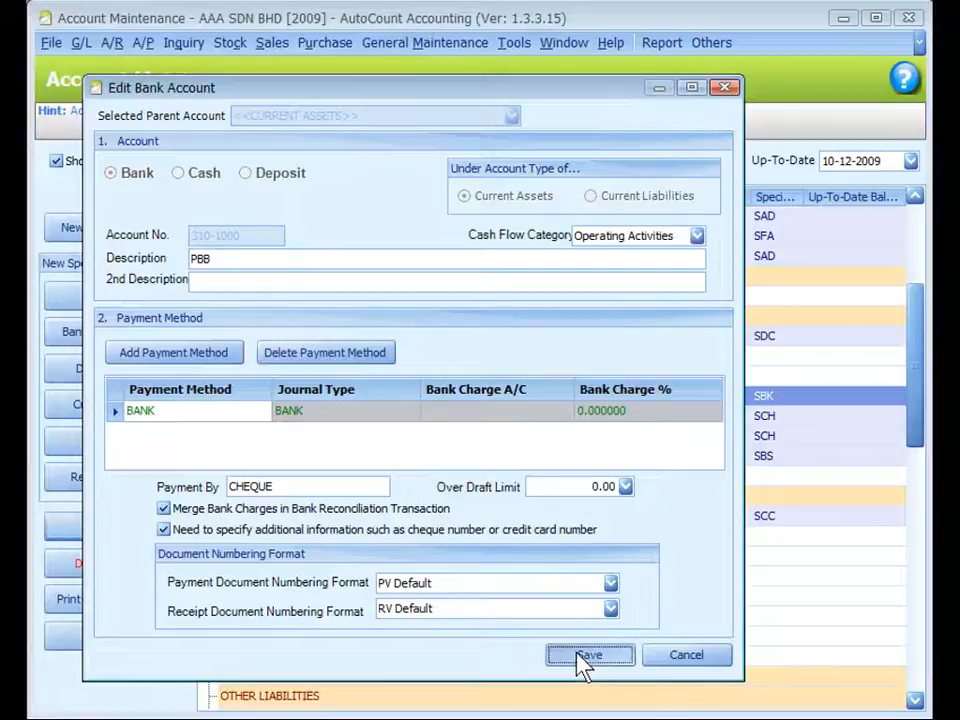 Account Maintenance - AAA SDN BHD [2009] - AutoCount Accounting (Ver: 1.3.3.15)
File G/L A/R A/P Inquiry Stock Sales Purchase General Maintenance Tools Window Help Report Others
Edit Bank Account
Hint:
Selected Parent Account <<CURRENT ASSETS>>
1. Account
Bank Cash Deposit
Under Account Type of...
Current Assets Current Liabilities
Up-To-Date 10-12-2009
Speci... Up-To-Date Bal...
Account No. 310-1000
Cash Flow Category Operating Activities
Description PBB
2nd Description
New
New Spe
SAD
SFA
SAD
SDC
SBK
SCH
SCH
SBS
SCC
2. Payment Method
Add Payment Method Delete Payment Method
Payment Method Journal Type Bank Charge A/C Bank Charge %
BANK BANK 0.000000
Payment By CHEQUE Over Draft Limit 0.00
Merge Bank Charges in Bank Reconciliation Transaction
Need to specify additional information such as cheque number or credit card number
Document Numbering Format
Payment Document Numbering Format PV Default
Receipt Document Numbering Format RV Default
Print
Save Cancel
OTHER LIABILITIES